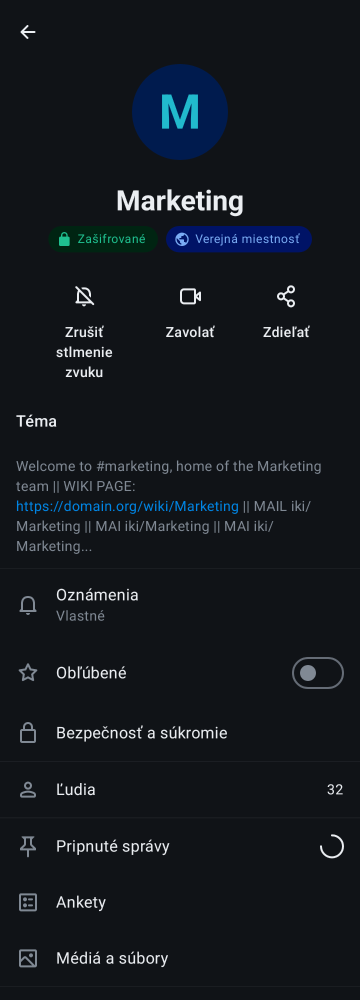 M
Marketing
Zašifrované
Verejná miestnosť
Zrušiť
stlmenie
zvuku
Zavolať
Zdieľať
Téma
Welcome to #marketing, home of the Marketing
team || WIKI PAGE:
https://domain.org/wiki/Marketing || MAIL iki/
Marketing || MAI iki/Marketing || MAI iki/
Marketing...
Oznámenia
Vlastné
Obľúbené
Bezpečnosť a súkromie
Ľudia 32
Pripnuté správy
Ankety
Médiá a súbory